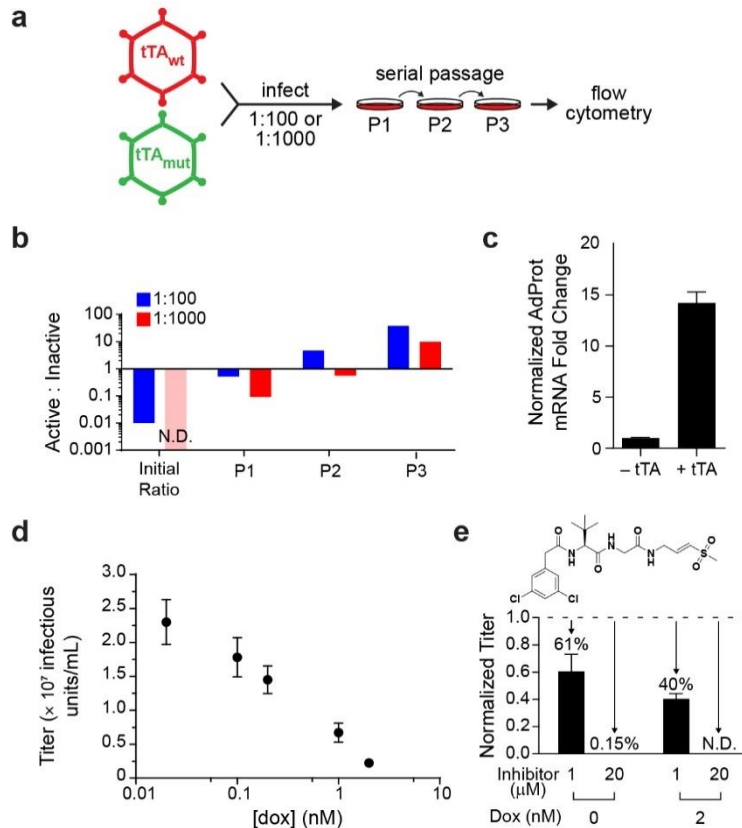 a
tTAwt
tTAmut
infect
1:100 or
1:1000
serial passage
P1 P2 P3
flow
cytometry
b
1:100
1:1000
Active : Inactive
100
10
1
0.1
0.01
0.001
N.D.
Initial
Ratio
P1
P2
P3
c
Normalized AdProt
mRNA Fold Change
20
15
10
5
0
– tTA + tTA
d
Titer (× 10⁷ infectious
units/mL)
3.0
2.5
2.0
1.5
1.0
0.5
0
0.01 0.1 1 10
[dox] (nM)
e
O
H
N
O
H
N
O
N
H
O
S
O
Cl
Cl
Normalized Titer
1.0
0.8
0.6
0.4
0.2
0.0
61%
0.15%
40%
N.D.
Inhibitor
(μM)
1 20 1 20
Dox (nM) 0 2